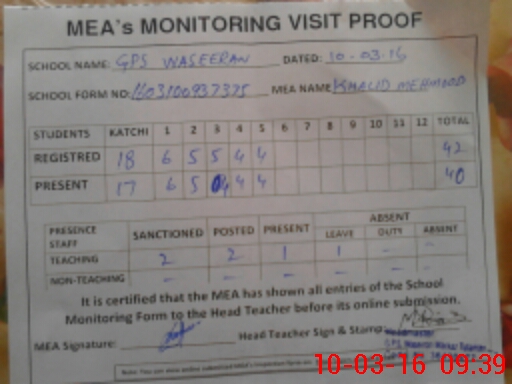 MEA's MONITORING VISIT PROOF
SCHOOL NAME: GPS WASEERAN DATED: 10-03-16
SCHOOL FORM NO: 1603100937375 MEA NAME KHALID MEHMOOD
STUDENTS KATCHI 1 2 3 4 5 6 7 8 9 10 11 12 TOTAL
REGISTRED 18 6 5 5 4 4 42
PRESENT 17 6 5 4 4 4 40
PRESENCE STAFF SANCTIONED POSTED PRESENT ABSENT
LEAVE DUTY ABSENT
TEACHING 2 2 1 1 - -
NON-TEACHING - - - - - -
It is certified that the MEA has shown all entries of the School
Monitoring Form to the Head Teacher before its online submission.
MEA Signature: Head Teacher Sign & Stamp:
Headmaster
10-03-16 09:39